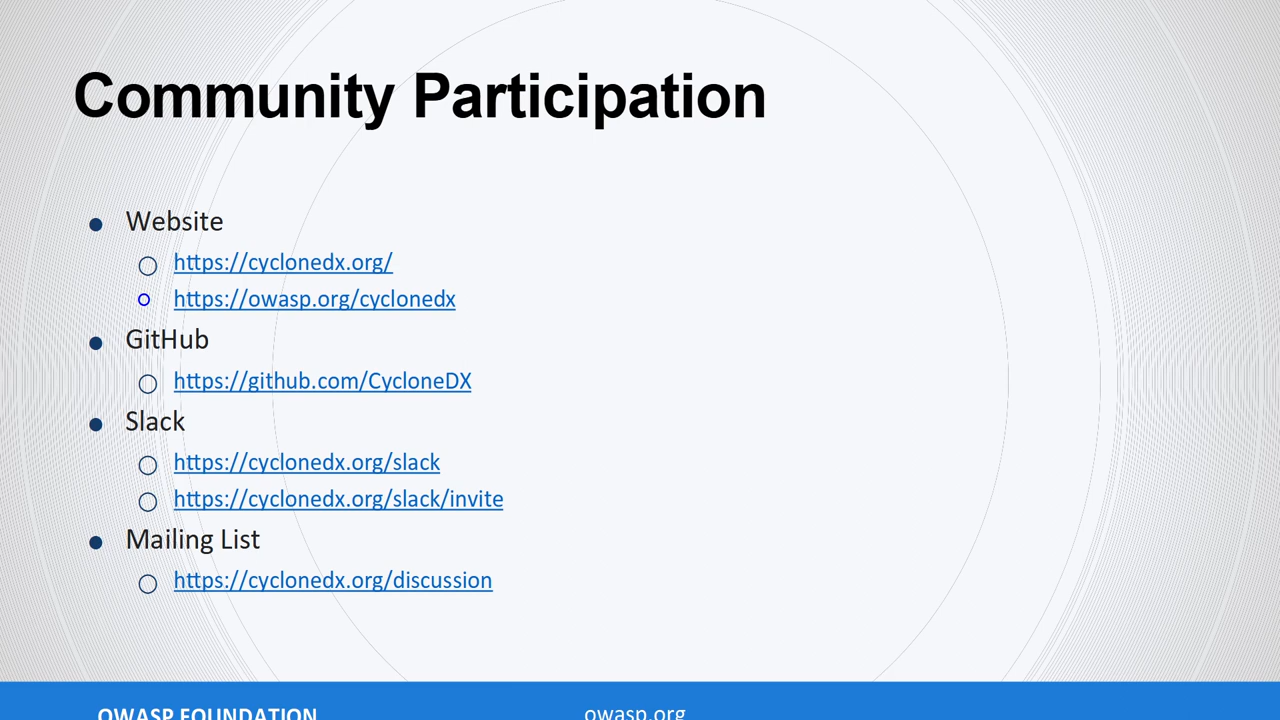 Community Participation
Website
https://cyclonedx.org/
https://owasp.org/cyclonedx
GitHub
https://github.com/CycloneDX
Slack
https://cyclonedx.org/slack
https://cyclonedx.org/slack/invite
Mailing List
https://cyclonedx.org/discussion
OWASP FOUNDATION owasp.org